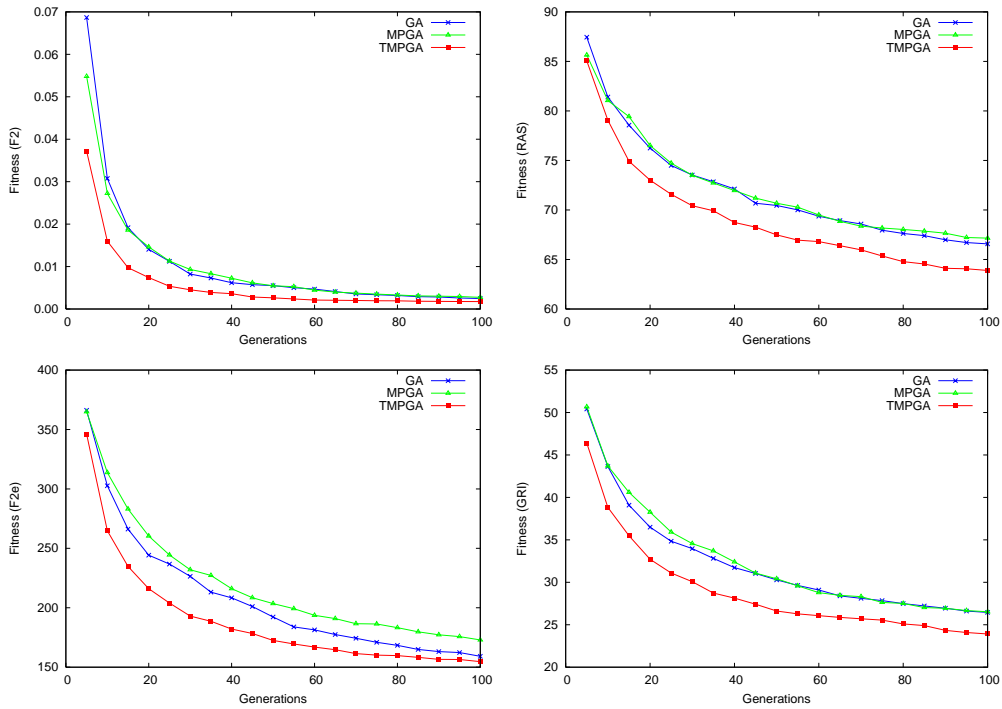 0.07
0.06
0.05
0.04
0.03
0.02
0.01
0.00
Fitness (F2)
0 20 40 60 80 100
Generations
GA
MPGA
TMPGA
90
85
80
75
70
65
60
Fitness (RAS)
0 20 40 60 80 100
Generations
GA
MPGA
TMPGA
400
350
300
250
200
150
Fitness (F2e)
0 20 40 60 80 100
Generations
GA
MPGA
TMPGA
55
50
45
40
35
30
25
20
Fitness (GRI)
0 20 40 60 80 100
Generations
GA
MPGA
TMPGA